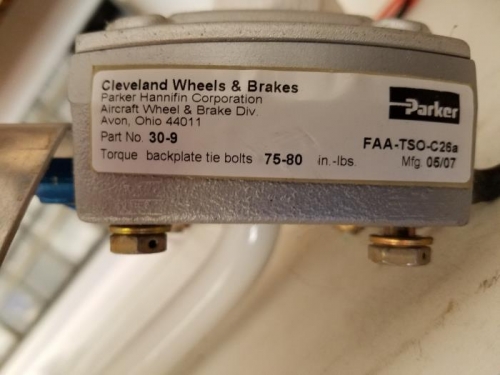 Cleveland Wheels & Brakes
Parker Hannifin Corporation
Aircraft Wheel & Brake Div.
Avon, Ohio 44011
Parker
Part No. 30-9
FAA-TSO-C26a
Torque backplate tie bolts 75-80 in.-lbs.
Mfg. 05/07